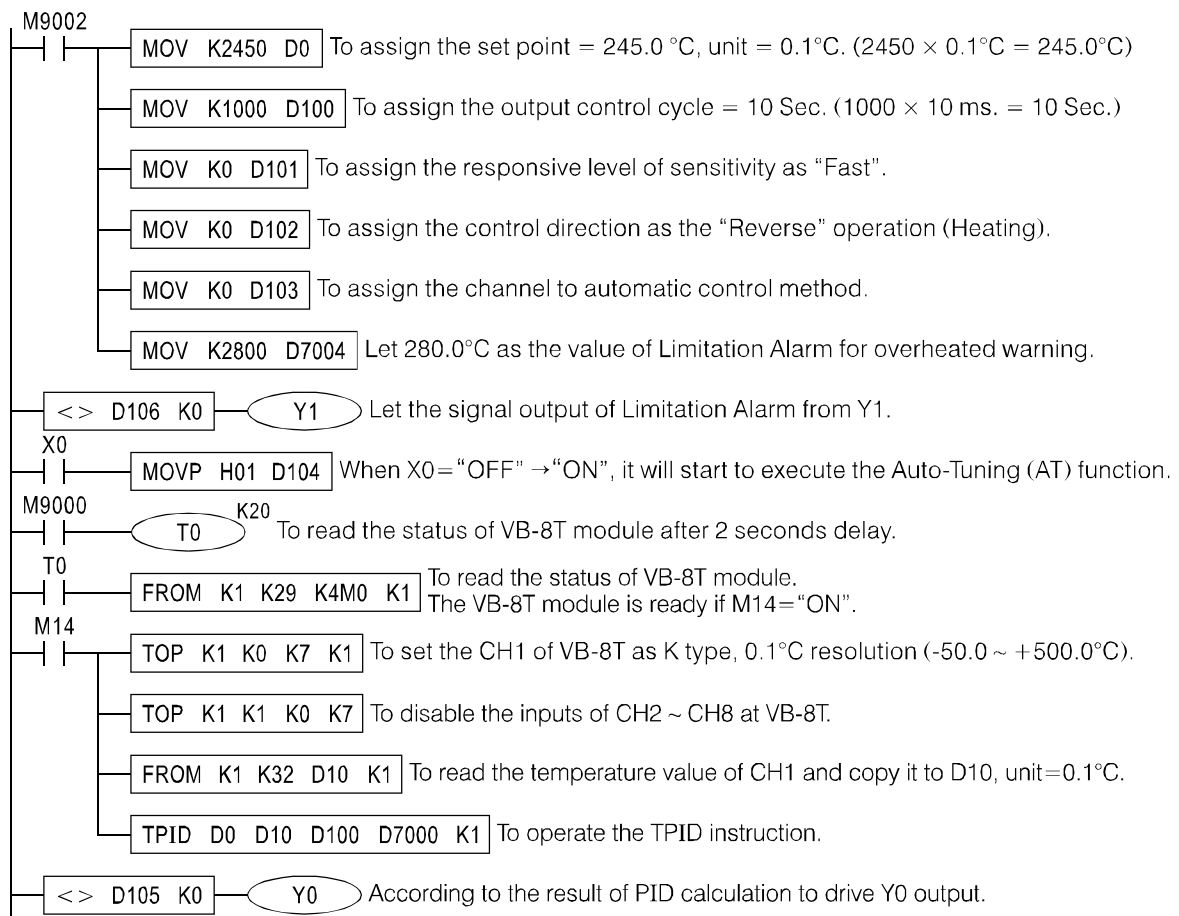 M9002
MOV K2450 D0 To assign the set point = 245.0 °C, unit = 0.1°C. (2450 × 0.1°C = 245.0°C)
MOV K1000 D100 To assign the output control cycle = 10 Sec. (1000 × 10 ms. = 10 Sec.)
MOV K0 D101 To assign the responsive level of sensitivity as “Fast”.
MOV K0 D102 To assign the control direction as the “Reverse” operation (Heating).
MOV K0 D103 To assign the channel to automatic control method.
MOV K2800 D7004 Let 280.0°C as the value of Limitation Alarm for overheated warning.
<> D106 K0 Y1 Let the signal output of Limitation Alarm from Y1.
X0
MOVP H01 D104 When X0=“OFF” →“ON”, it will start to execute the Auto-Tuning (AT) function.
M9000
T0 K20 To read the status of VB-8T module after 2 seconds delay.
T0
FROM K1 K29 K4M0 K1 To read the status of VB-8T module.
The VB-8T module is ready if M14=“ON”.
M14
TOP K1 K0 K7 K1 To set the CH1 of VB-8T as K type, 0.1°C resolution (-50.0 ~ +500.0°C).
TOP K1 K1 K0 K7 To disable the inputs of CH2 ~ CH8 at VB-8T.
FROM K1 K32 D10 K1 To read the temperature value of CH1 and copy it to D10, unit=0.1°C.
TPID D0 D10 D100 D7000 K1 To operate the TPID instruction.
<> D105 K0 Y0 According to the result of PID calculation to drive Y0 output.